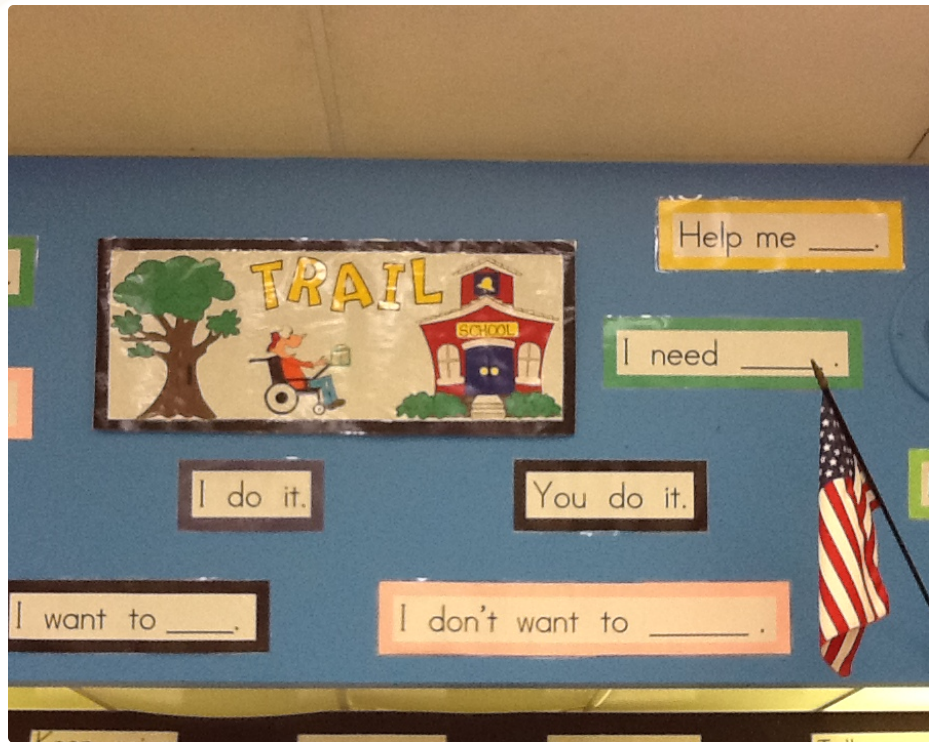 Help me ____.
TRAIL
SCHOOL
I need ____.
I do it.
You do it.
I want to ____.
I don't want to ____.